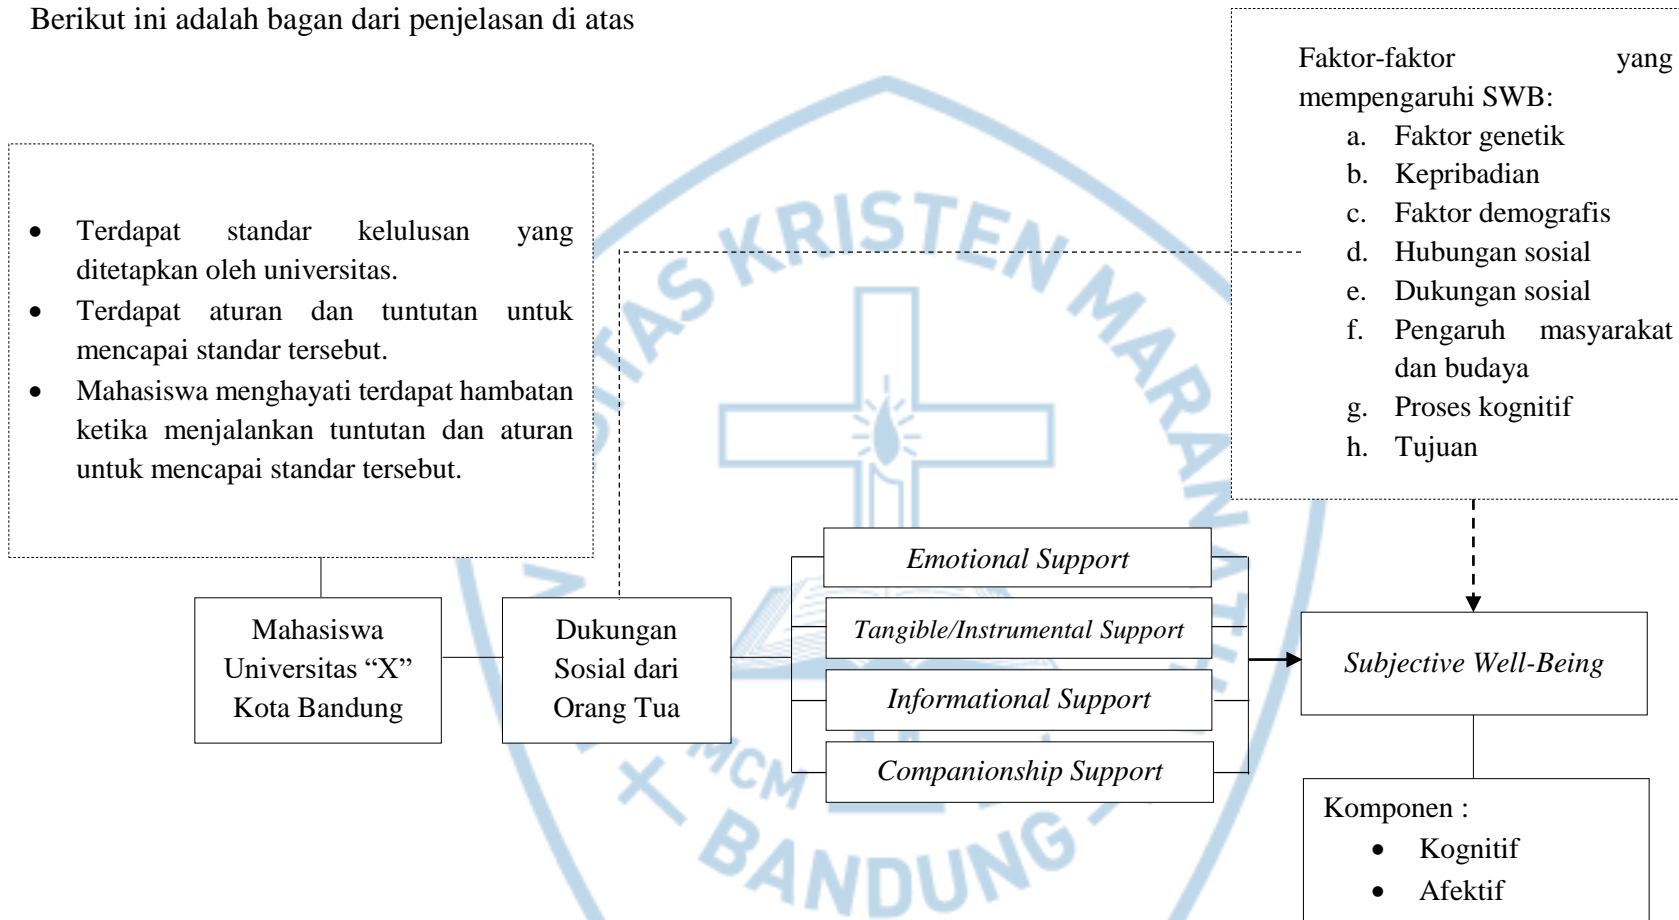 Berikut ini adalah bagan dari penjelasan di atas
Faktor-faktor yang
mempengaruhi SWB:
a. Faktor genetik
b. Kepribadian
c. Faktor demografis
d. Hubungan sosial
e. Dukungan sosial
f. Pengaruh masyarakat
dan budaya
g. Proses kognitif
h. Tujuan
• Terdapat standar kelulusan yang
ditetapkan oleh universitas.
• Terdapat aturan dan tuntutan untuk
mencapai standar tersebut.
• Mahasiswa menghayati terdapat hambatan
ketika menjalankan tuntutan dan aturan
untuk mencapai standar tersebut.
Mahasiswa
Universitas “X”
Kota Bandung
Dukungan
Sosial dari
Orang Tua
Emotional Support
Tangible/Instrumental Support
Informational Support
Companionship Support
Subjective Well-Being
Komponen :
• Kognitif
• Afektif
KRISTEN
MCM
BANDUNG